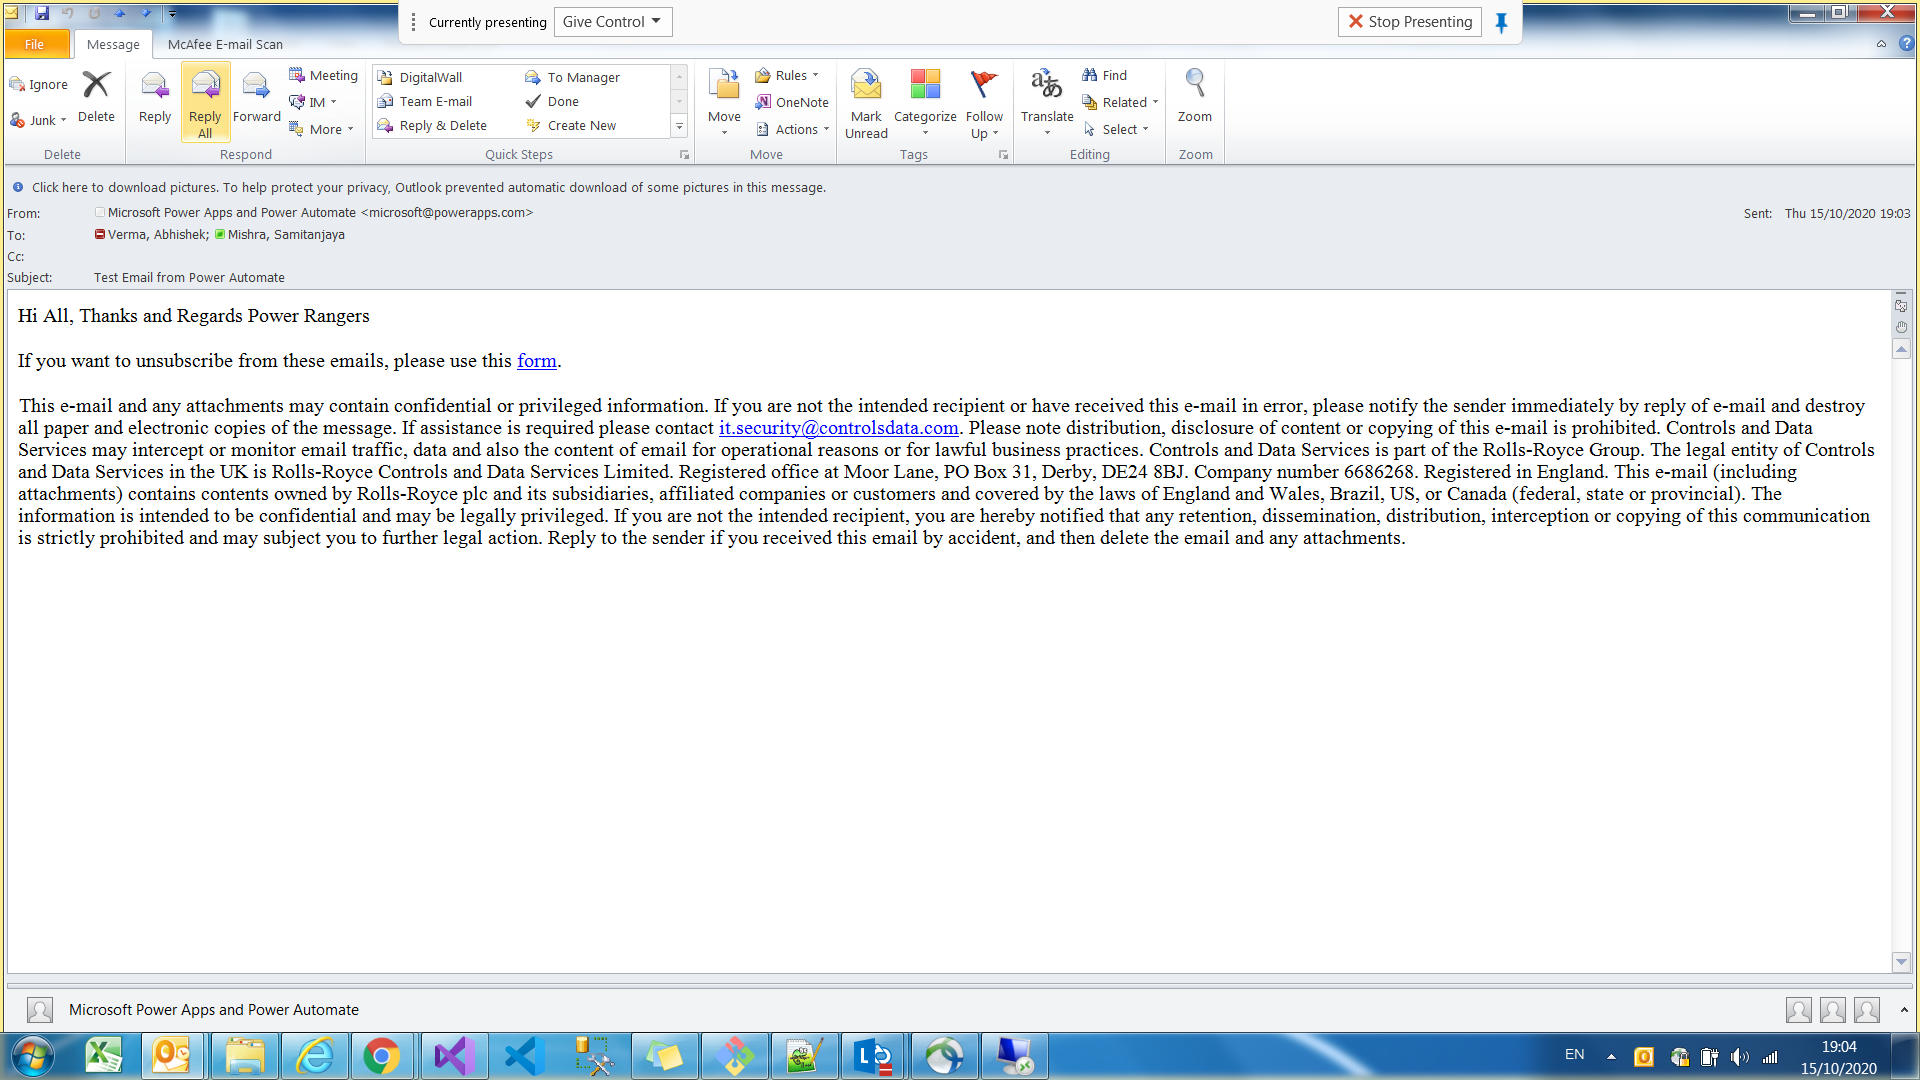 Currently presenting Give Control Stop Presenting
File Message McAfee E-mail Scan
Ignore
Junk
Delete
Delete
Reply
Reply All
Forward
Meeting
IM
More
Respond
DigitalWall To Manager
Team E-mail Done
Reply & Delete Create New
Quick Steps
Move
Rules
OneNote
Actions
Move
Mark Unread
Categorize
Follow Up
Tags
Translate
Find
Related
Select
Editing
Zoom
Zoom
Click here to download pictures. To help protect your privacy, Outlook prevented automatic download of some pictures in this message.
From: Microsoft Power Apps and Power Automate <microsoft@powerapps.com> Sent: Thu 15/10/2020 19:03
To: Verma, Abhishek; Mishra, Samitanjaya
Cc:
Subject: Test Email from Power Automate
Hi All, Thanks and Regards Power Rangers
If you want to unsubscribe from these emails, please use this form.
This e-mail and any attachments may contain confidential or privileged information. If you are not the intended recipient or have received this e-mail in error, please notify the sender immediately by reply of e-mail and destroy
all paper and electronic copies of the message. If assistance is required please contact it.security@controlsdata.com. Please note distribution, disclosure of content or copying of this e-mail is prohibited. Controls and Data
Services may intercept or monitor email traffic, data and also the content of email for operational reasons or for lawful business practices. Controls and Data Services is part of the Rolls-Royce Group. The legal entity of Controls
and Data Services in the UK is Rolls-Royce Controls and Data Services Limited. Registered office at Moor Lane, PO Box 31, Derby, DE24 8BJ. Company number 6686268. Registered in England. This e-mail (including
attachments) contains contents owned by Rolls-Royce plc and its subsidiaries, affiliated companies or customers and covered by the laws of England and Wales, Brazil, US, or Canada (federal, state or provincial). The
information is intended to be confidential and may be legally privileged. If you are not the intended recipient, you are hereby notified that any retention, dissemination, distribution, interception or copying of this communication
is strictly prohibited and may subject you to further legal action. Reply to the sender if you received this email by accident, and then delete the email and any attachments.
Microsoft Power Apps and Power Automate
EN
19:04
15/10/2020